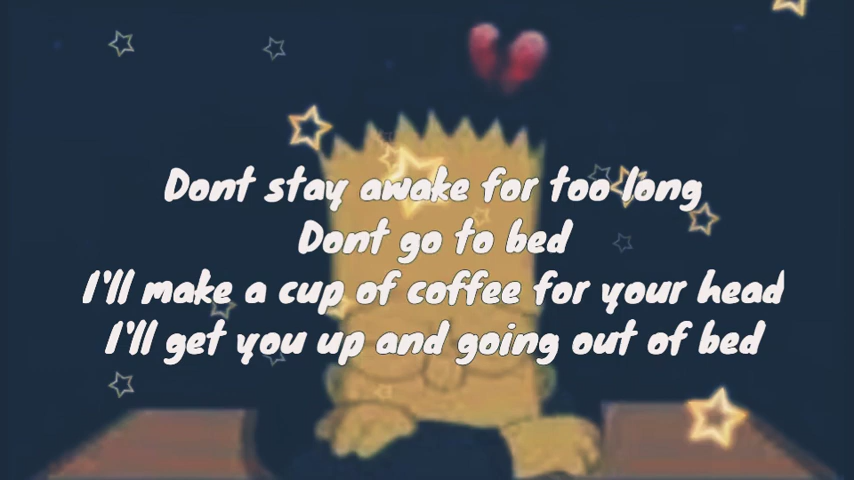 Dont stay awake for too long
Dont go to bed
I'll make a cup of coffee for your head
I'll get you up and going out of bed